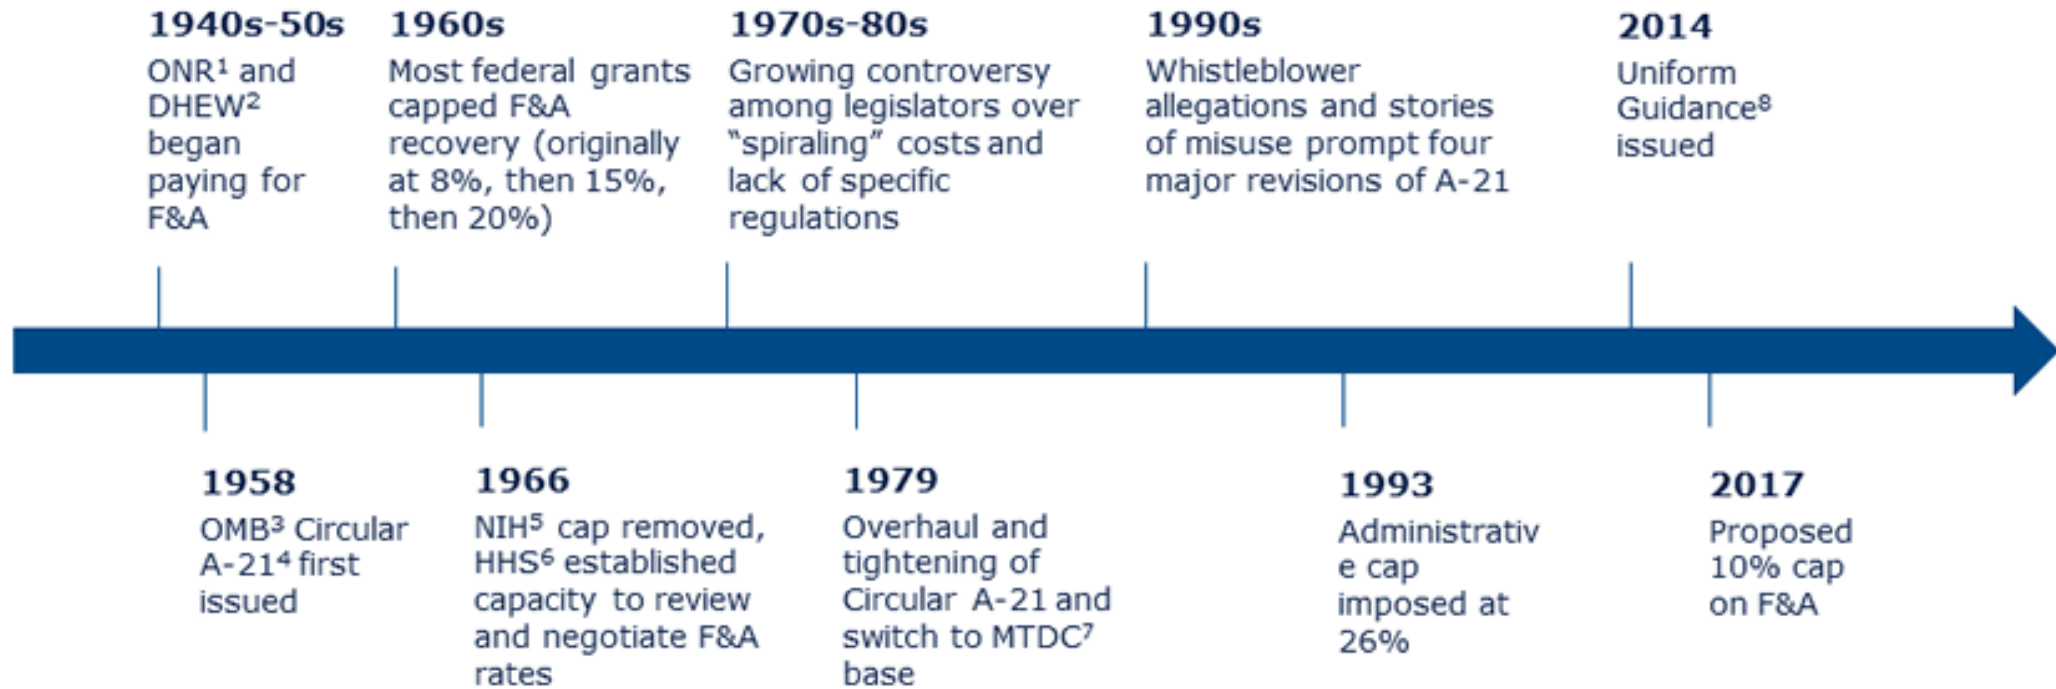 1940s-50s
ONR¹ and
DHEW²
began
paying for
F&A
1960s
Most federal grants
capped F&A
recovery (originally
at 8%, then 15%,
then 20%)
1970s-80s
Growing controversy
among legislators over
“spiraling” costs and
lack of specific
regulations
1990s
Whistleblower
allegations and stories
of misuse prompt four
major revisions of A-21
2014
Uniform
Guidance⁸
issued
1958
OMB³ Circular
A-21⁴ first
issued
1966
NIH⁵ cap removed,
HHS⁶ established
capacity to review
and negotiate F&A
rates
1979
Overhaul and
tightening of
Circular A-21 and
switch to MTDC⁷
base
1993
Administrativ
e cap
imposed at
26%
2017
Proposed
10% cap
on F&A